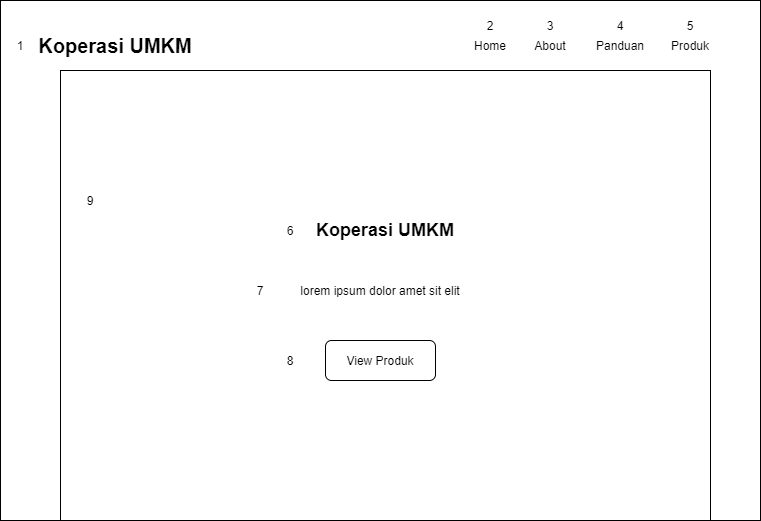 2 3 4 5
1 Koperasi UMKM Home About Panduan Produk
9
6 Koperasi UMKM
7 lorem ipsum dolor amet sit elit
8 View Produk